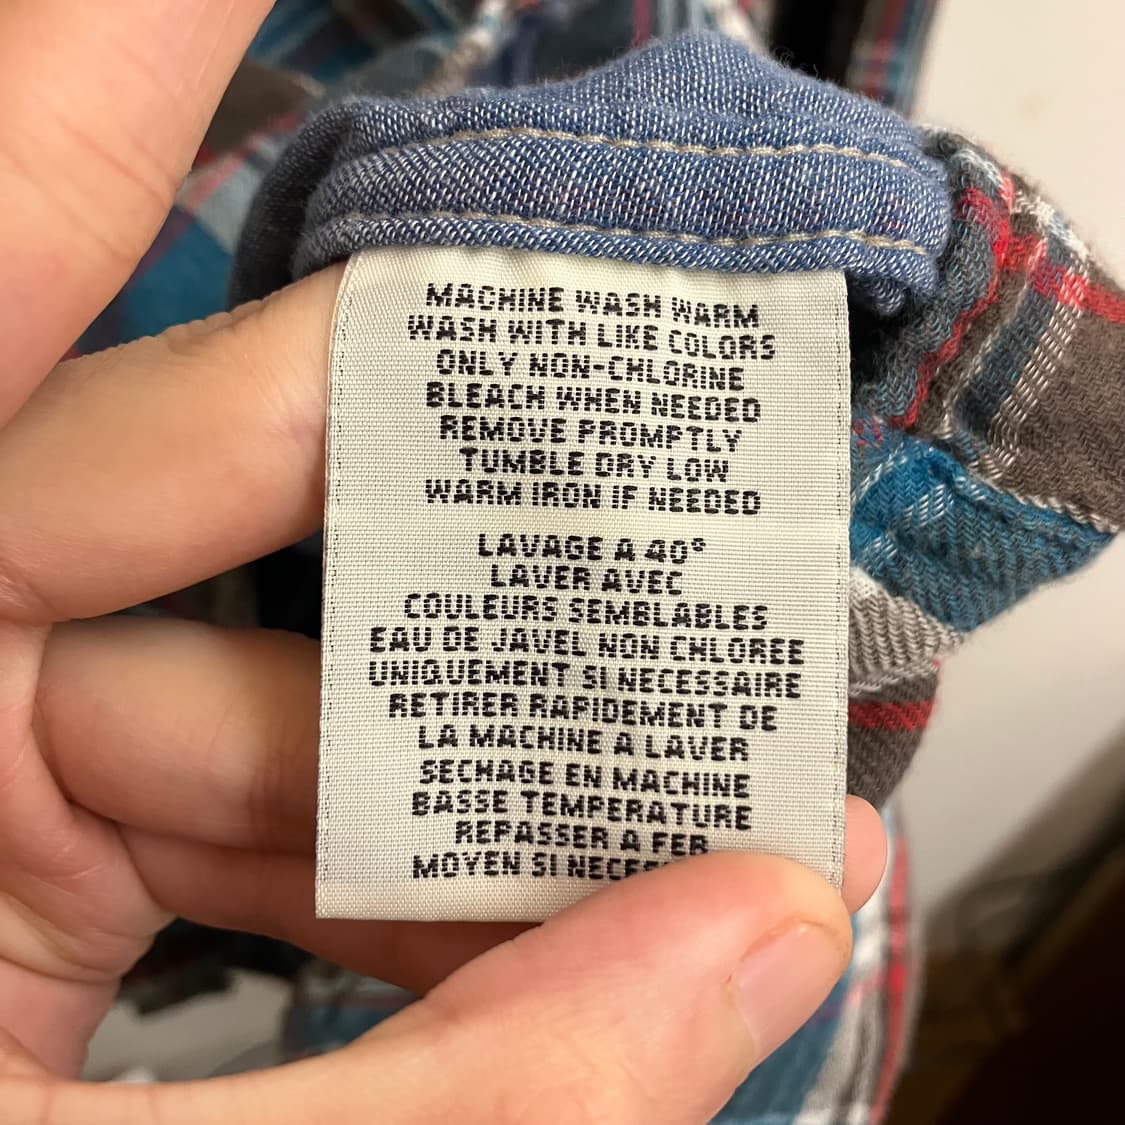 MACHINE WASH WARM
WASH WITH LIKE COLORS
ONLY NON-CHLORINE
BLEACH WHEN NEEDED
REMOVE PROMPTLY
TUMBLE DRY LOW
WARM IRON IF NEEDED
LAVAGE A 40°
LAVER AVEC
COULEURS SEMBLABLES
EAU DE JAVEL NON CHLOREE
UNIQUEMENT SI NECESSAIRE
RETIRER RAPIDEMENT DE
LA MACHINE A LAVER
SECHAGE EN MACHINE
BASSE TEMPERATURE
REPASSER A FER
MOYEN SI